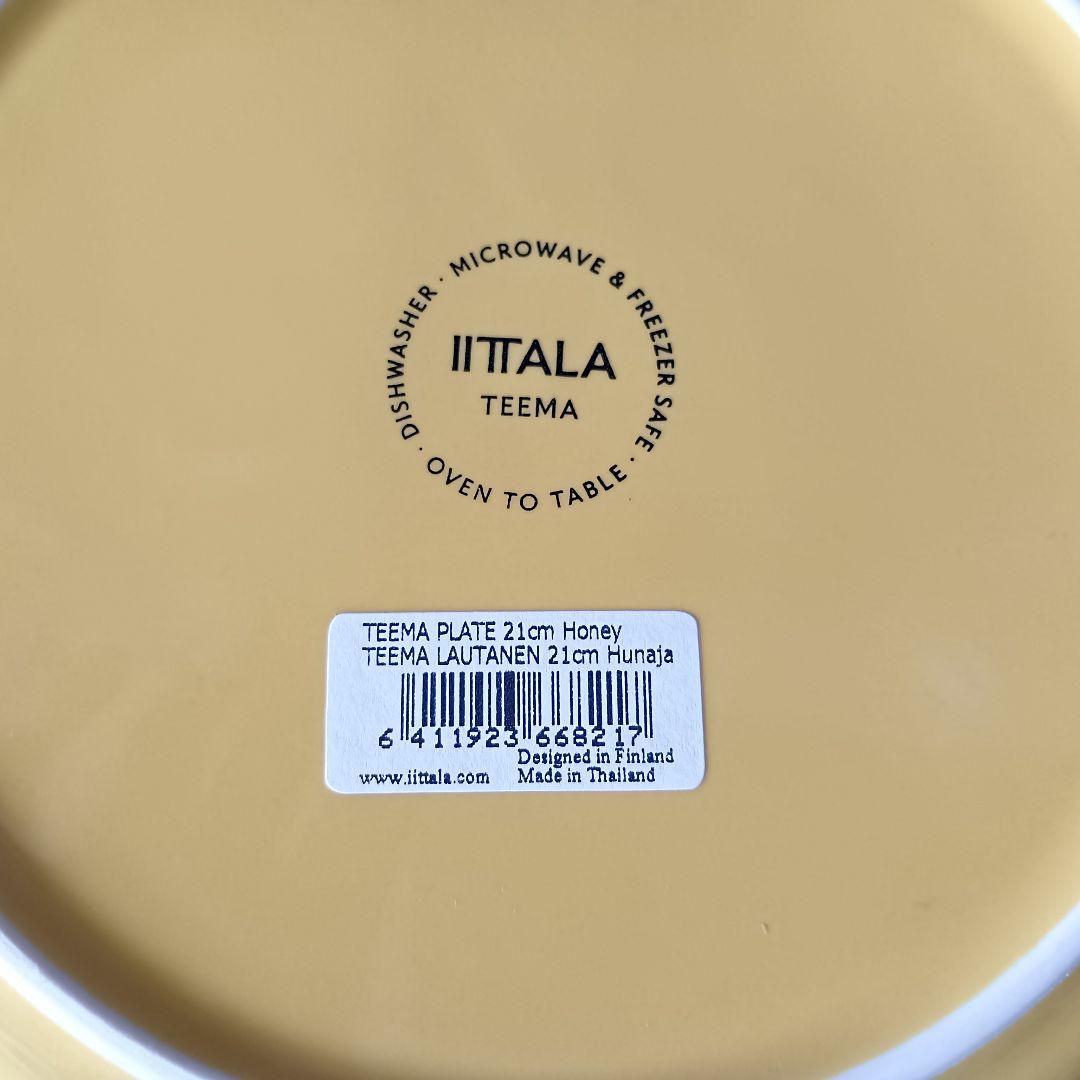 DISHWASHER · MICROWAVE & FREEZER SAFE · OVEN TO TABLE ·
IITTALA
TEEMA
TEEMA PLATE 21cm Honey
TEEMA LAUTANEN 21cm Hunaja
6 411923 668217
Designed in Finland
www.iittala.com Made in Thailand